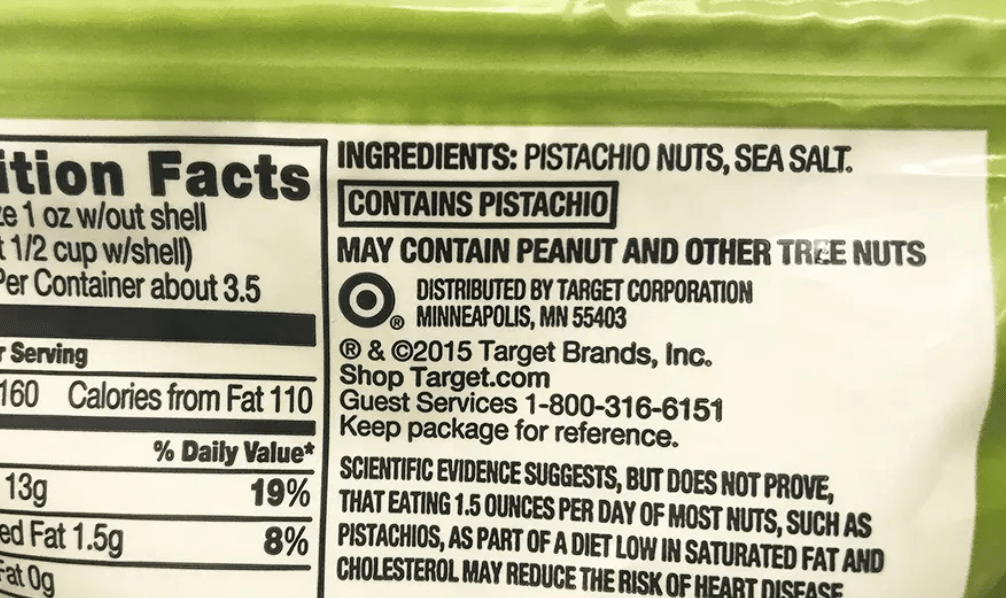 ition Facts
ze 1 oz w/out shell
t 1/2 cup w/shell)
Per Container about 3.5
r Serving
160 Calories from Fat 110
% Daily Value*
13g 19%
ed Fat 1.5g 8%
Fat 0g
INGREDIENTS: PISTACHIO NUTS, SEA SALT.
CONTAINS PISTACHIO
MAY CONTAIN PEANUT AND OTHER TREE NUTS
DISTRIBUTED BY TARGET CORPORATION
MINNEAPOLIS, MN 55403
®
® & ©2015 Target Brands, Inc.
Shop Target.com
Guest Services 1-800-316-6151
Keep package for reference.
SCIENTIFIC EVIDENCE SUGGESTS, BUT DOES NOT PROVE,
THAT EATING 1.5 OUNCES PER DAY OF MOST NUTS, SUCH AS
PISTACHIOS, AS PART OF A DIET LOW IN SATURATED FAT AND
CHOLESTEROL MAY REDUCE THE RISK OF HEART DISEASE